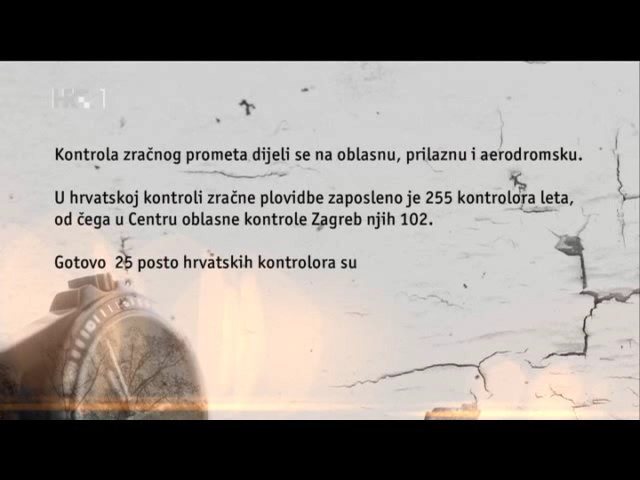 HRT 1
Kontrola zračnog prometa dijeli se na oblasnu, prilaznu i aerodromsku.
U hrvatskoj kontroli zračne plovidbe zaposleno je 255 kontrolora leta,
od čega u Centru oblasne kontrole Zagreb njih 102.
Gotovo 25 posto hrvatskih kontrolora su